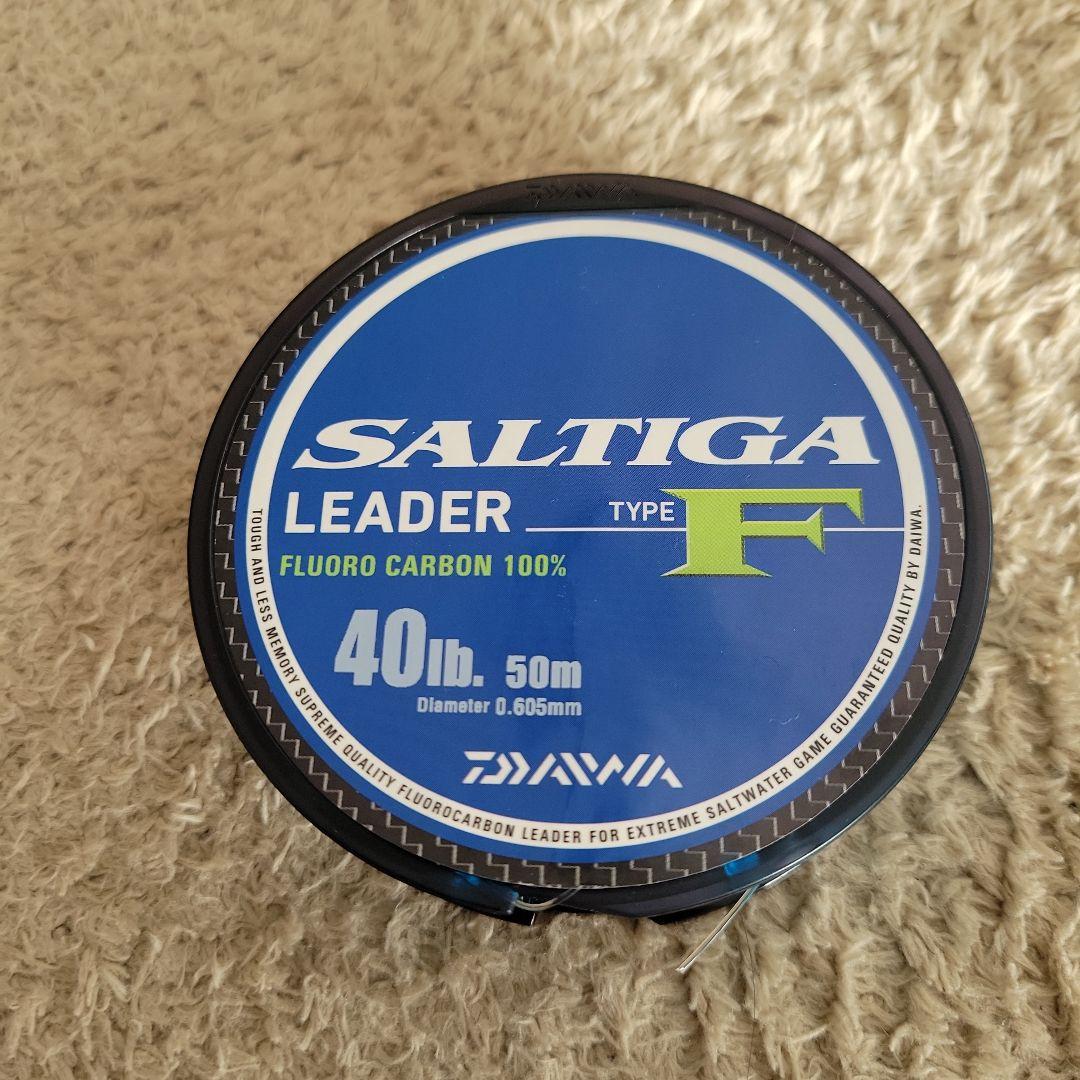 DAIWA
SALTIGA
LEADER TYPE F
FLUORO CARBON 100%
40lb. 50m
Diameter 0.605mm
DAIWA
TOUGH AND LESS MEMORY SUPREME QUALITY FLUOROCARBON LEADER FOR EXTREME SALTWATER GAME GUARANTEED QUALITY BY DAIWA.